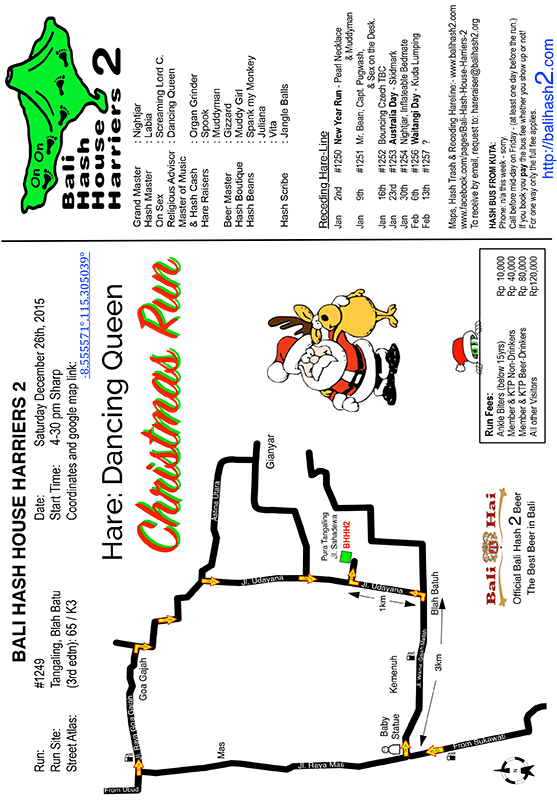 BALI HASH HOUSE HARRIERS 2
Run: #1249
Run Site: Tangaling, Blah Batu
Street Atlas: (3rd edtn): 65 / K3
Date: Saturday December 26th, 2015
Start Time: 4-30 pm Sharp
Coordinates and google map link:
-8.555571°,115.305039°
Hare: Dancing Queen
Christmas Run
From Ubud
Jl. Raya Goa Gajah
Goa Gajah
Astina Utara
Gianyar
Mas
Jl. Udayana
Pura Tangaling
Jl. Sahadewa
BHHH2
Jl. Raya Mas
Jl. Udayana
1km
Baby
Statue
Kemenuh
Blah Batuh
3km
From Sukawati
Bali Hai
Official Bali Hash 2 Beer
The Best Beer in Bali
Run Fees:
Ankle Biters (below 15yrs) Rp 10,000
Member & KTP Non-Drinkers Rp 40,000
Member & KTP Beer-Drinkers Rp 80,000
All other Visitors Rp120,000
On On
Bali
Hash
House
Harriers 2
Grand Master : Nightjar
Hash Master : Labia
On Sex : Screaming Lord C.
Religious Advisor : Dancing Queen
Master of Music
& Hash Cash : Organ Grinder
Hare Raisers : Spook
: Muddyman
Beer Master : Gizzard
Hash Boutique : Muddy Girl
Hash Beans : Spank my Monkey
: Juliana
: Vita
Hash Scribe : Jangle Balls
Receding Hare-Line
Jan 2nd #1250 New Year Run - Pearl Necklace
& Muddyman
Jan 9th #1251 Mr. Bean, Capt. Pugwash,
& Sex on the Desk.
Jan 16th #1252 Bouncing Czech TBC
Jan 23rd #1253 Australia Day - Skidmark
Jan 30th #1254 Nightjar, Inflaseable Bedmate
Feb 6th #1256 Waitangi Day - Kuda Lumping
Feb 13th #1257 ?
Maps, Hash Trash & Receding Hareline: - www.balihash2.com
www.facebook.com/pages/Bali-Hash-House-Harriers-2
To receive by email, request to: hareraiser@balihash2.org
HASH BUS FROM KUTA:
Phone: n/a this week - sorry.
Call before mid-day on Friday - (at least one day before the run.)
If you book you pay the bus fee whether you show up or not!
For one way only the full fee applies.
http://balihash2.com